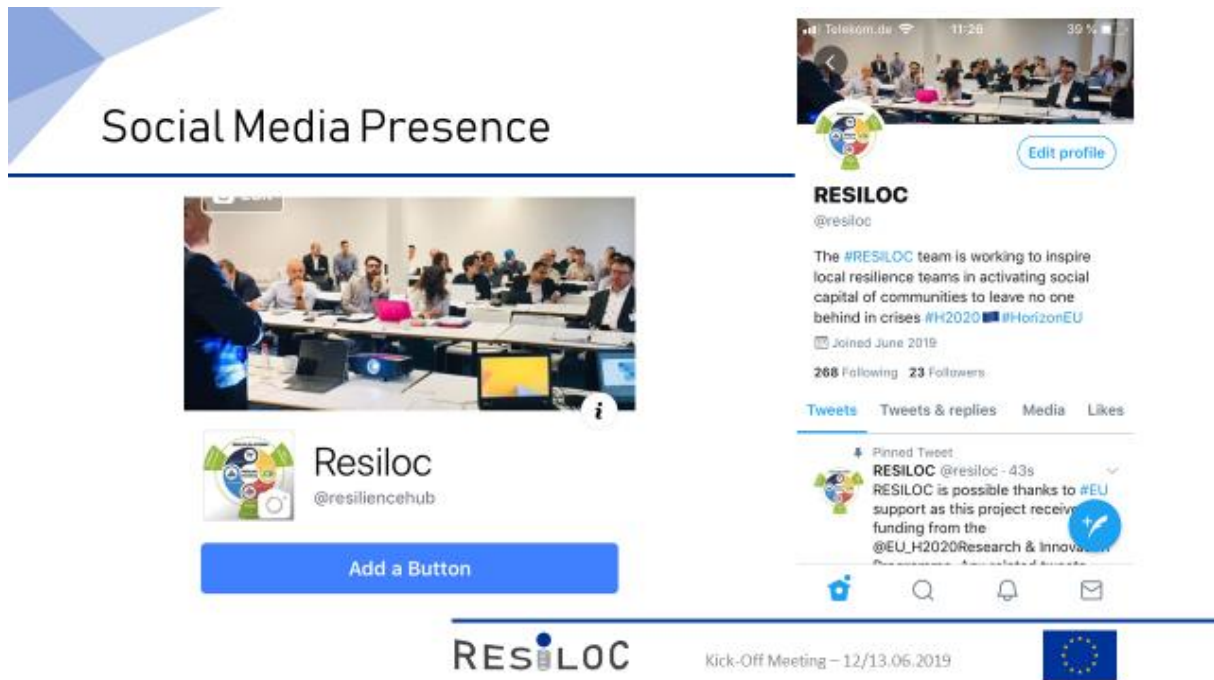 Social Media Presence
Resiloc
@resiliencehub
Add a Button
Telekom.de 11:26 39 %
Edit profile
RESILOC
@resiloc
The #RESILOC team is working to inspire
local resilience teams in activating social
capital of communities to leave no one
behind in crises #H2020 #HorizonEU
Joined June 2019
268 Following 23 Followers
Tweets Tweets & replies Media Likes
Pinned Tweet
RESILOC @resiloc · 43s
RESILOC is possible thanks to #EU
support as this project
funding from the
@EU_H2020Research &
RESILOC
Kick-Off Meeting – 12/13.06.2019